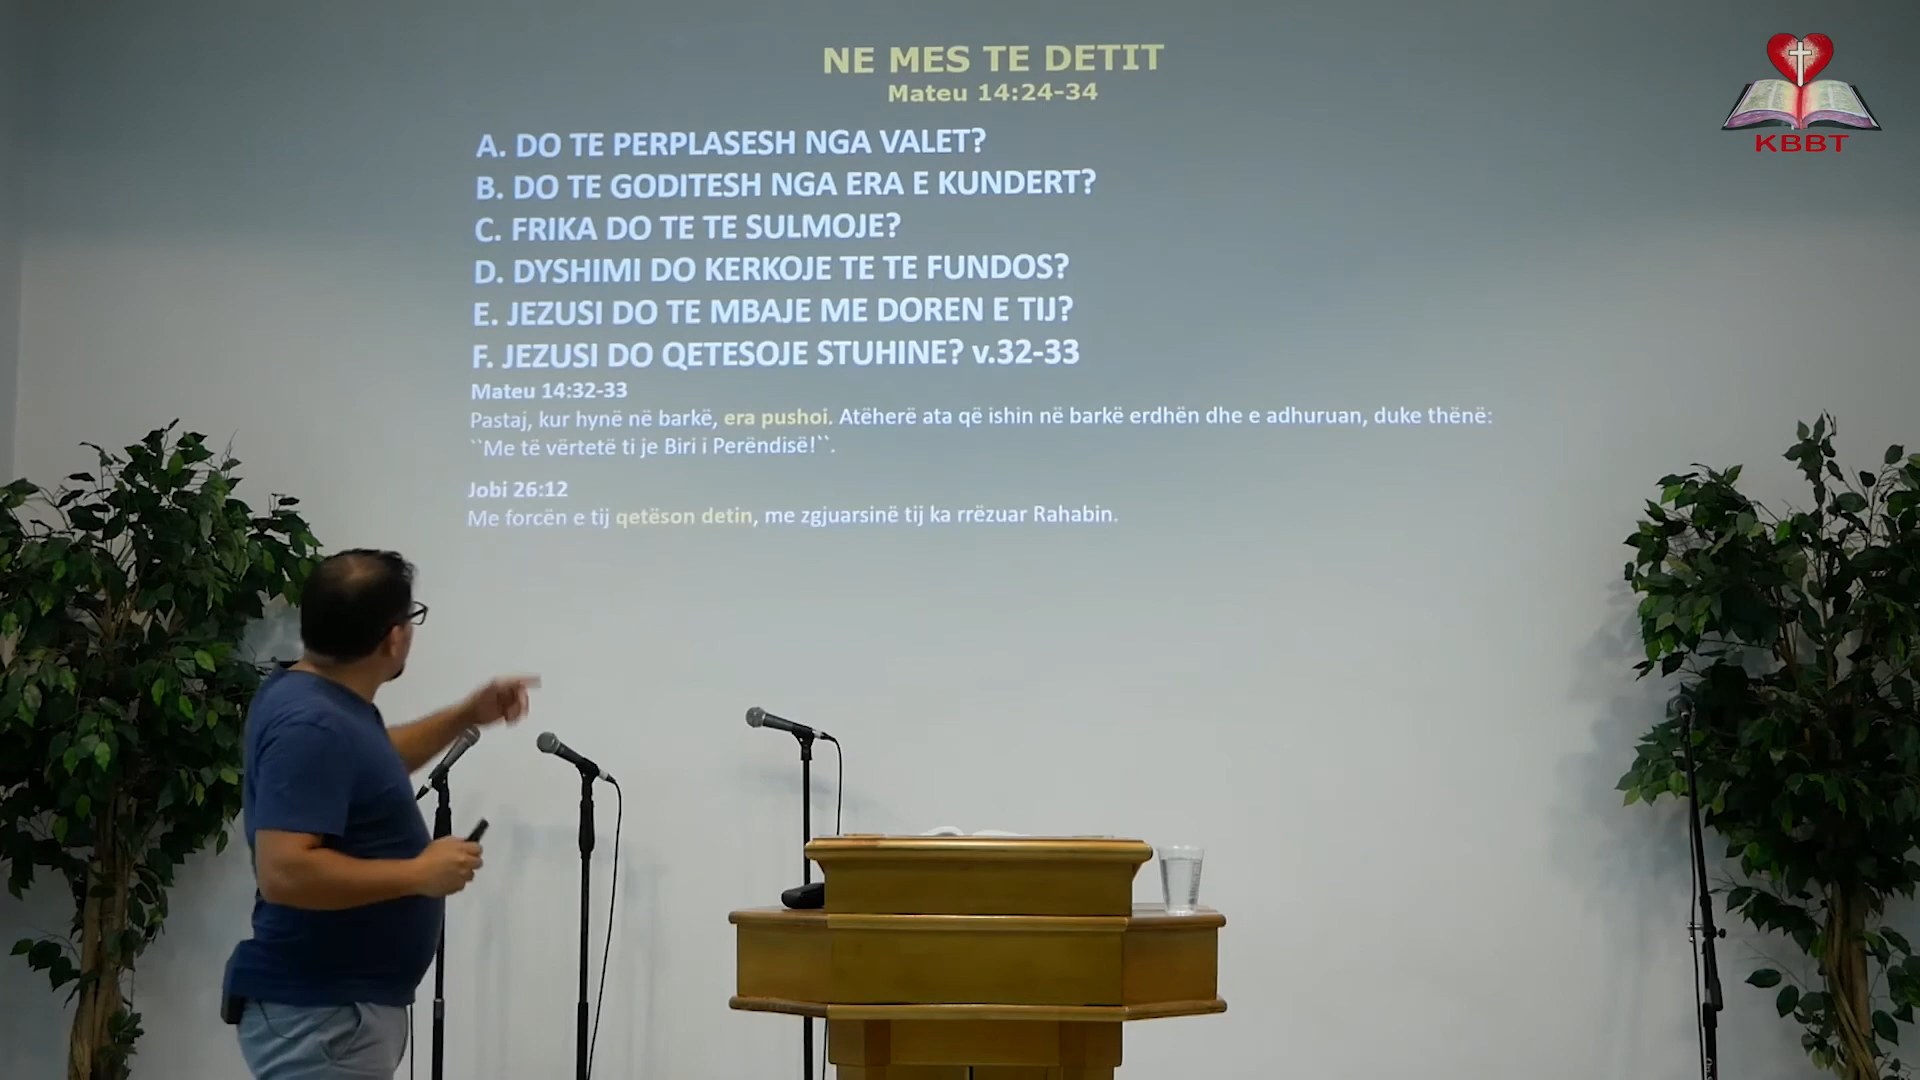 NE MES TE DETIT
Mateu 14:24-34
A. DO TE PERPLASESH NGA VALET?
B. DO TE GODITESH NGA ERA E KUNDERT?
C. FRIKA DO TE TE SULMOJE?
D. DYSHIMI DO KERKOJE TE TE FUNDOS?
E. JEZUSI DO TE MBAJE ME DOREN E TIJ?
F. JEZUSI DO QETESOJE STUHINE? v.32-33
Mateu 14:32-33
Pastaj, kur hynë në barkë, era pushoi. Atëherë ata që ishin në barkë erdhën dhe e adhuruan, duke thënë:
``Me të vërtetë ti je Biri i Perëndisë!``.
Jobi 26:12
Me forcën e tij qetëson detin, me zgjuarsinë tij ka rrëzuar Rahabin.
KBBT